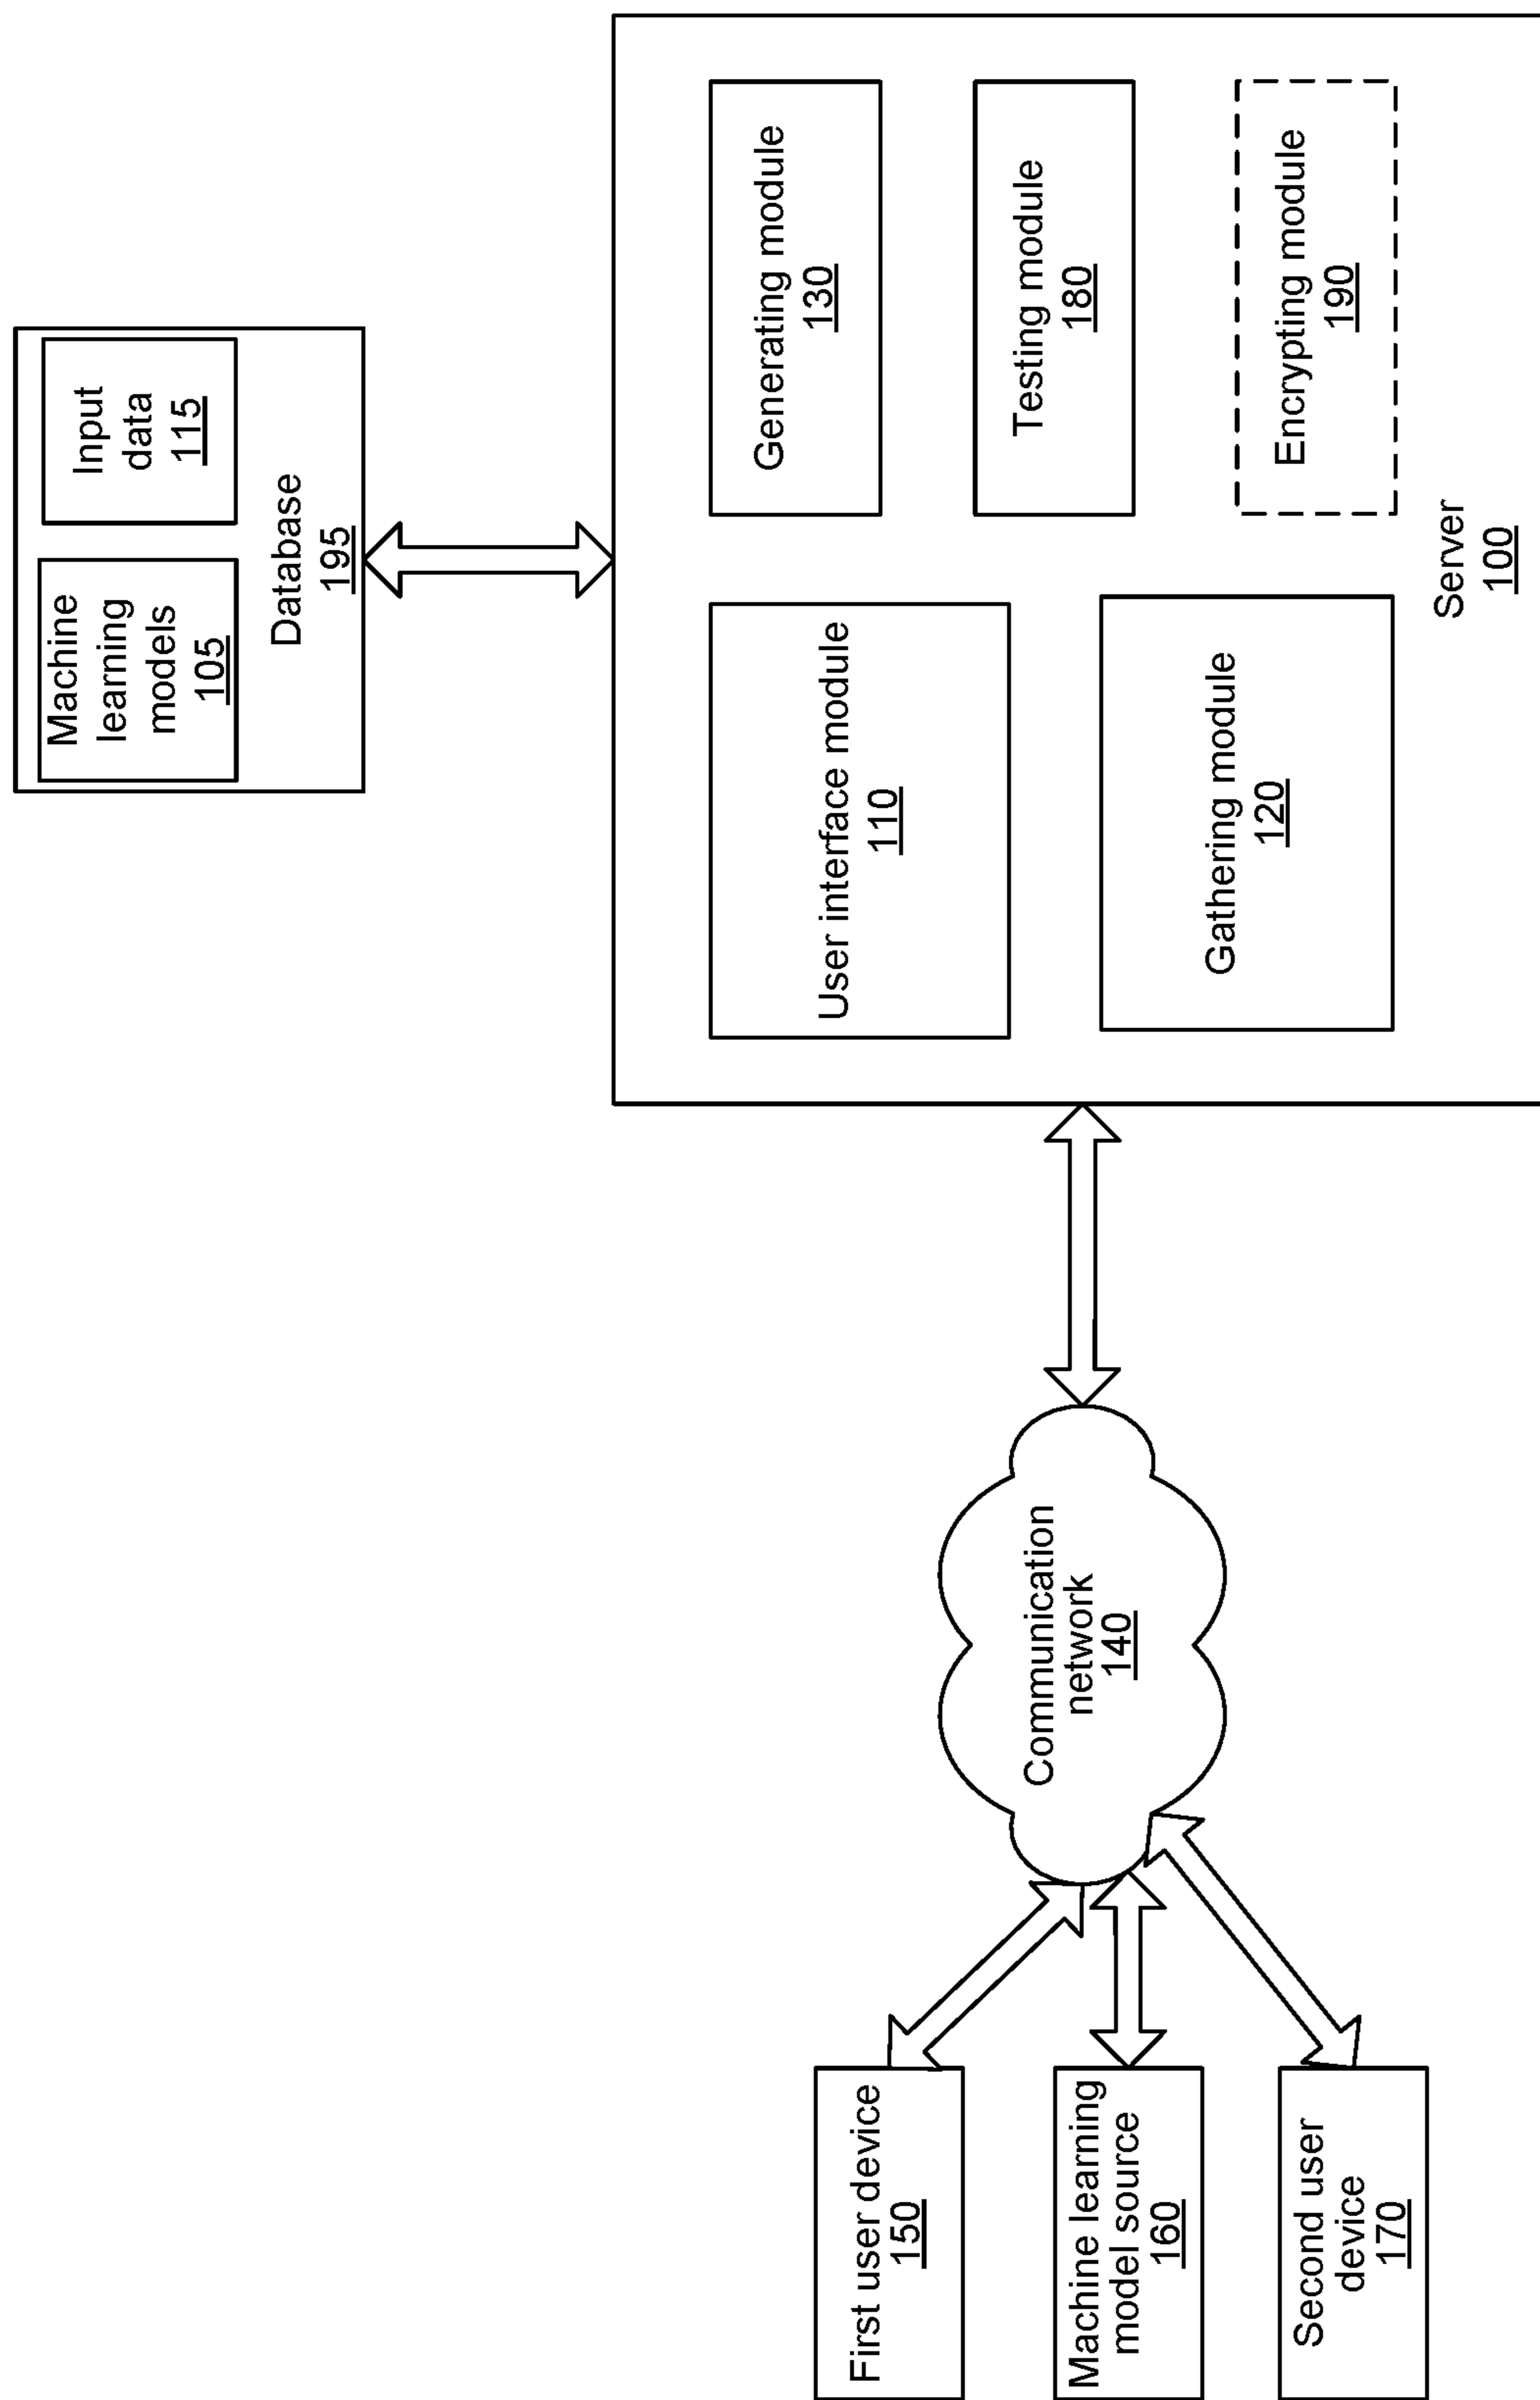 First user device
150
Machine learning
model source
160
Second user
device
170
Communication
network
140
Machine
learning
models
105
Input
data
115
Database
195
User interface module
110
Generating module
130
Testing module
180
Gathering module
120
Encrypting module
190
Server
100